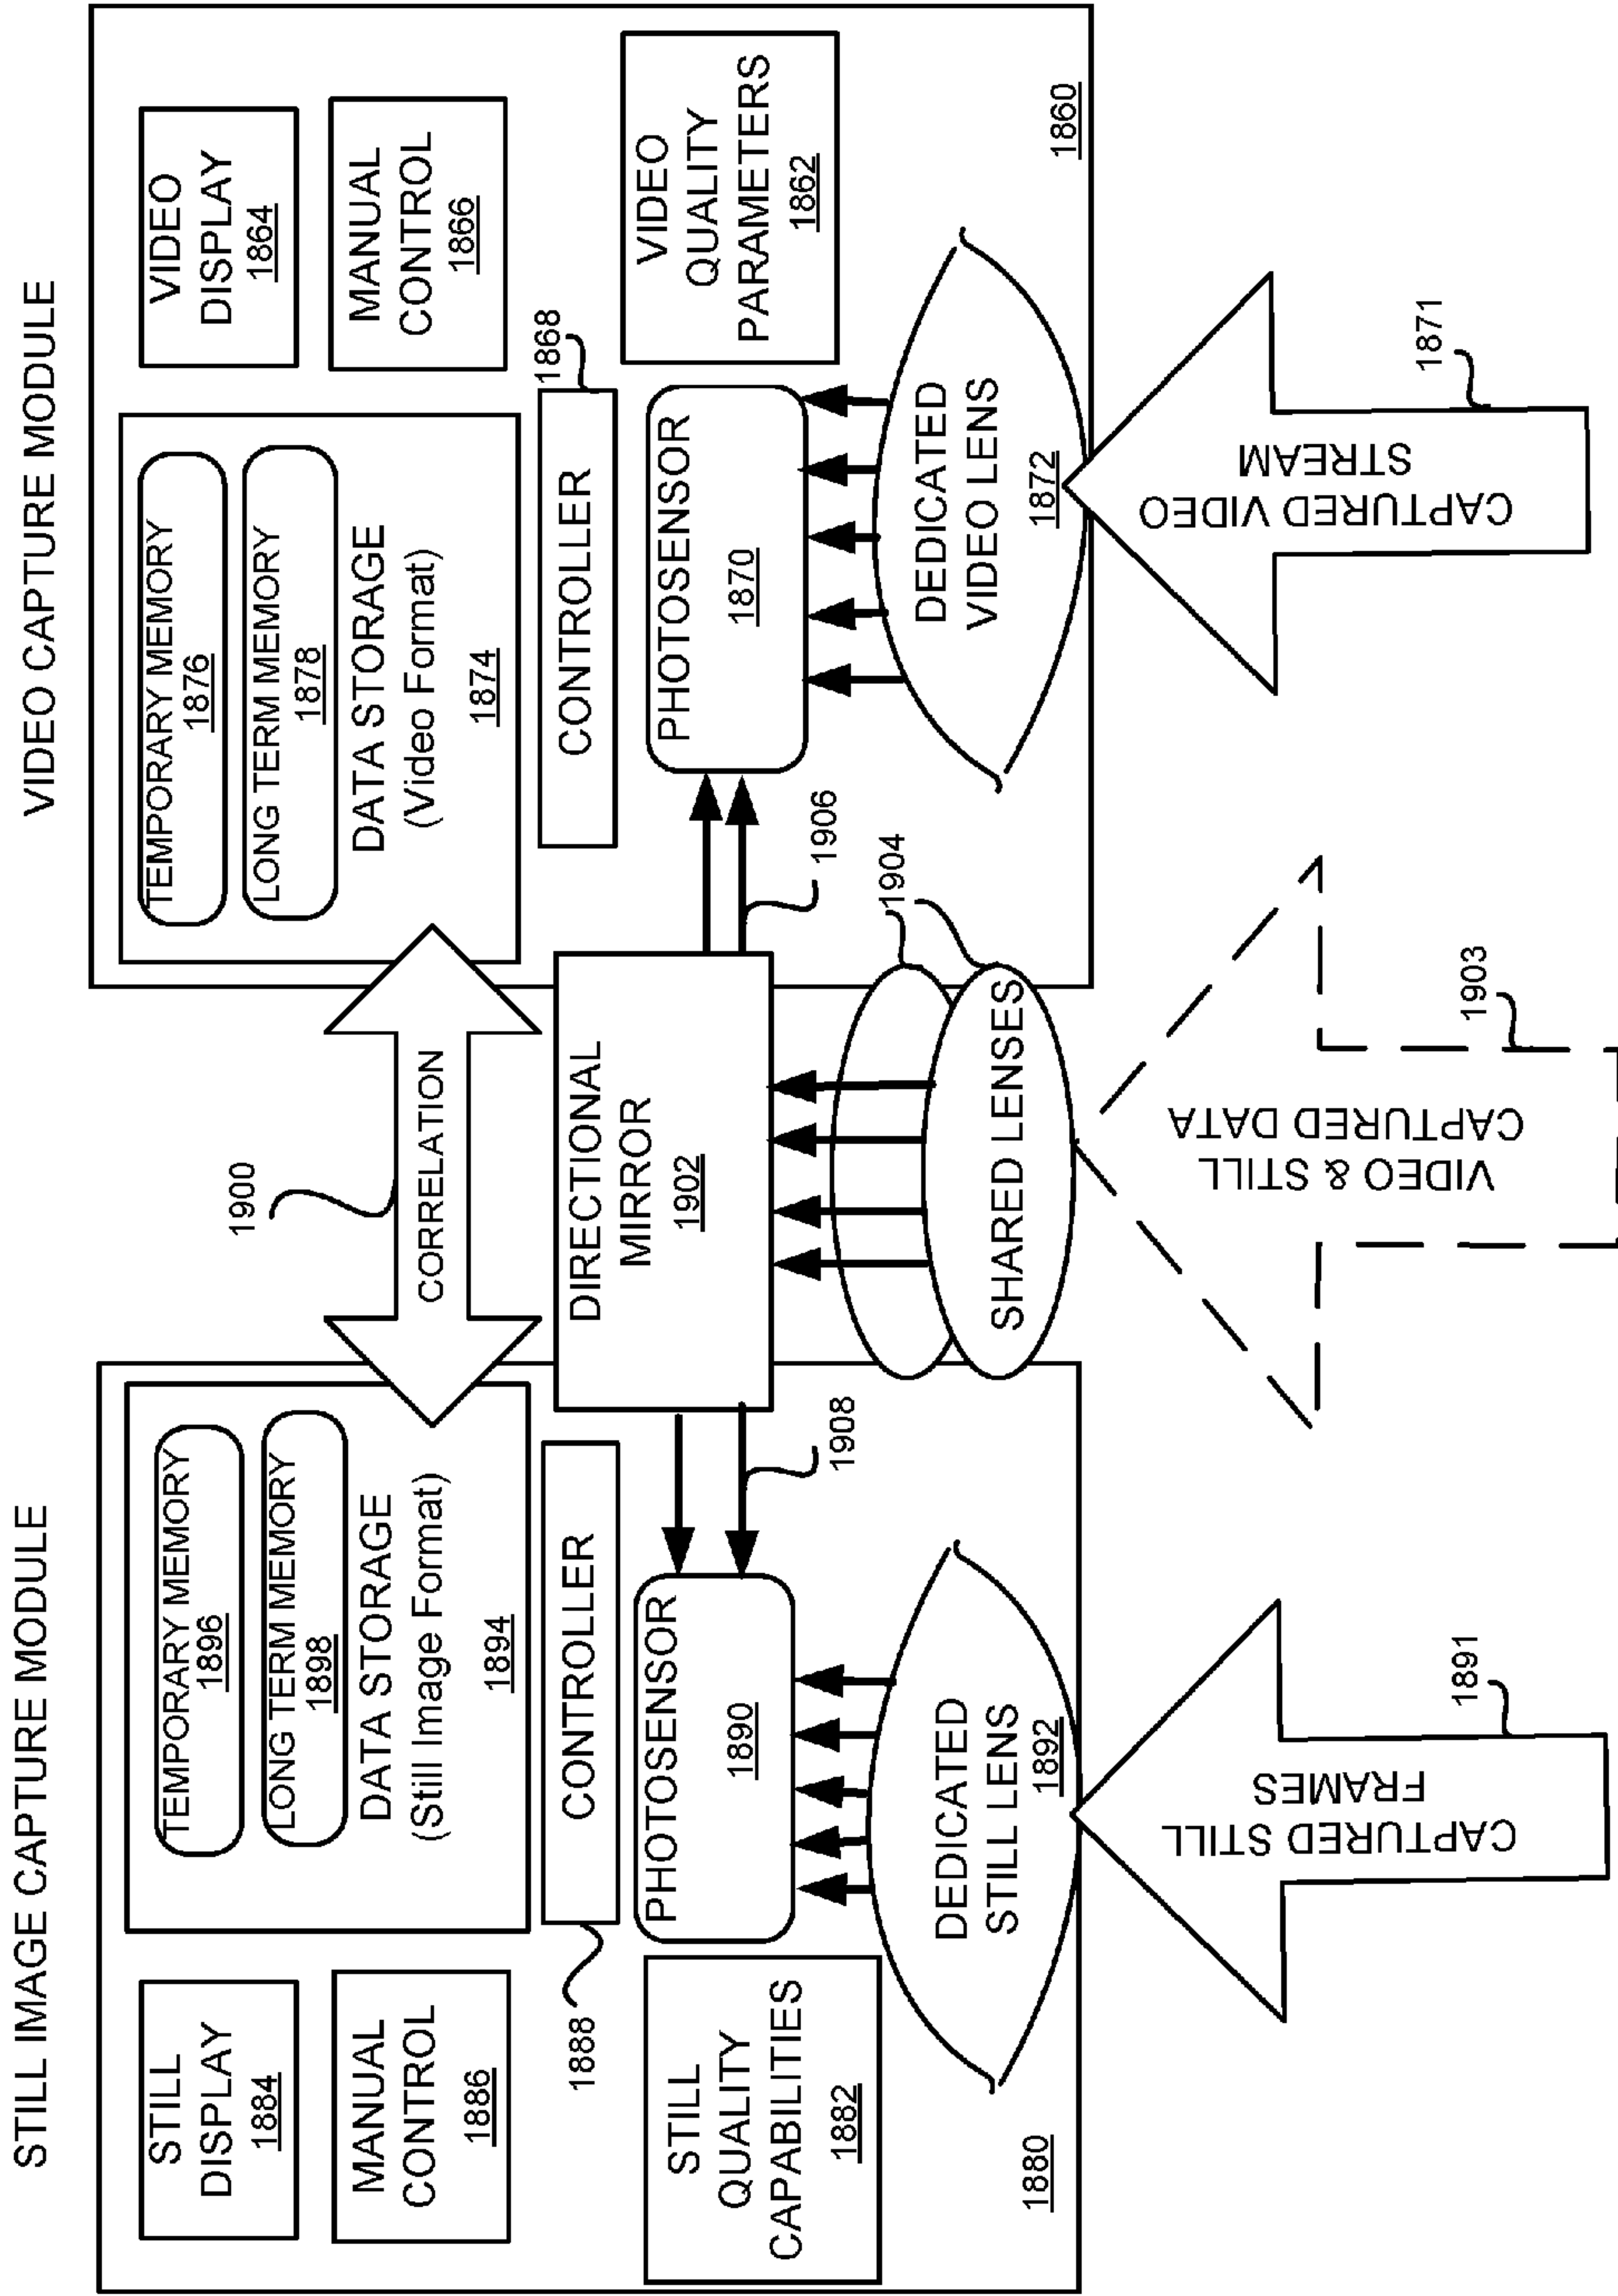 STILL IMAGE CAPTURE MODULE
STILL
DISPLAY
1884
MANUAL
CONTROL
1886
1888
STILL
QUALITY
CAPABILITIES
1882
1880
TEMPORARY MEMORY
1896
LONG TERM MEMORY
1898
DATA STORAGE
(Still Image Format)
1894
CONTROLLER
PHOTOSENSOR
1890
DEDICATED
STILL LENS
1892
CAPTURED STILL
FRAMES
1891
1900
CORRELATION
DIRECTIONAL
MIRROR
1902
1908
1906
1904
SHARED LENSES
VIDEO & STILL
CAPTURED DATA
1903
VIDEO CAPTURE MODULE
TEMPORARY MEMORY
1876
LONG TERM MEMORY
1878
DATA STORAGE
(Video Format)
1874
CONTROLLER
1868
PHOTOSENSOR
1870
DEDICATED
VIDEO LENS
1872
CAPTURED VIDEO
STREAM
1871
VIDEO
DISPLAY
1864
MANUAL
CONTROL
1866
VIDEO
QUALITY
PARAMETERS
1862
1860